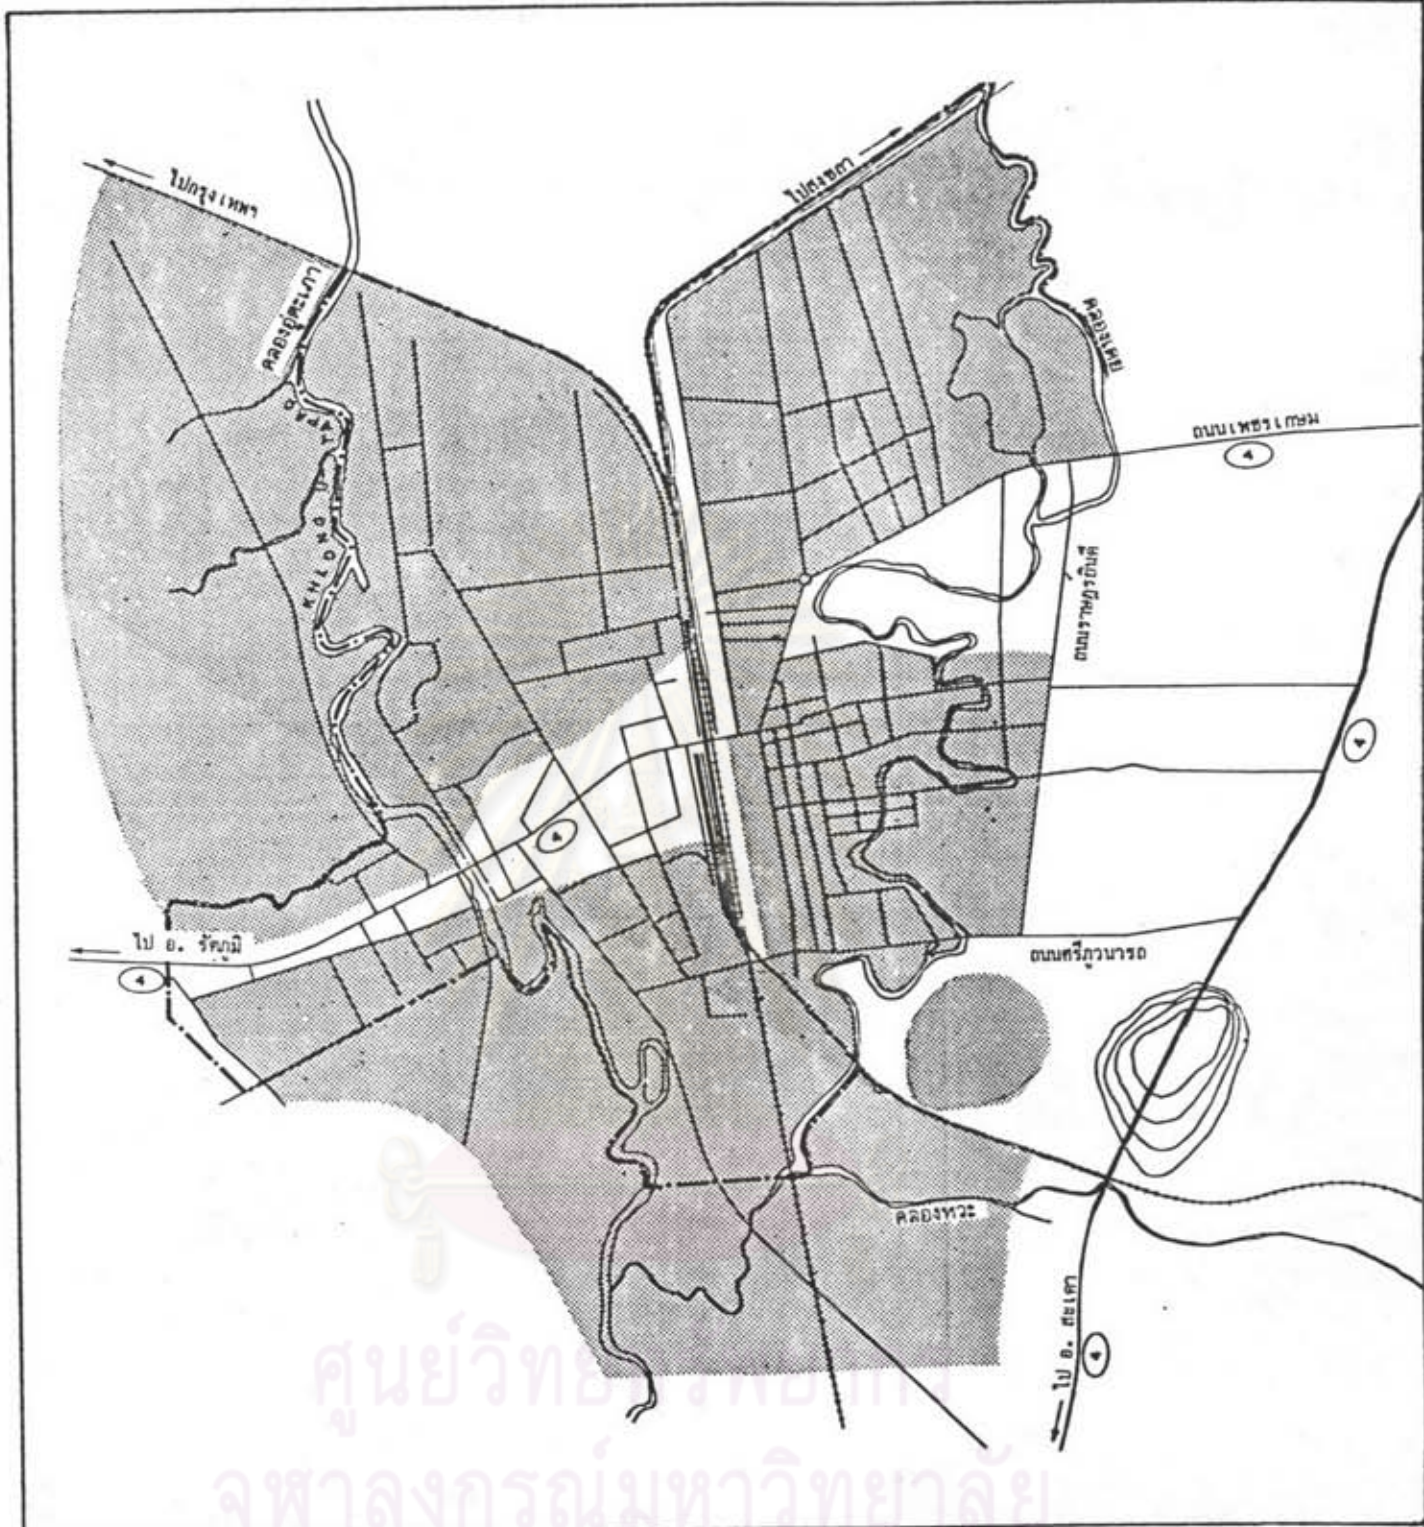 ไปกรุงเทพฯ
ไปสงขลา
คลองอู่ตะเภา
คลองเตย
KHLONG U-TAPAO
ถนนเพชรเกษม
4
ถนนราษฎร์ยินดี
4
4
ไป อ. รัตภูมิ
4
ถนนศรีภูวนารถ
คลองหวะ
ไป อ. สะเดา
4
ศูนย์วิทยทรัพยากร
จุฬาลงกรณ์มหาวิทยาลัย